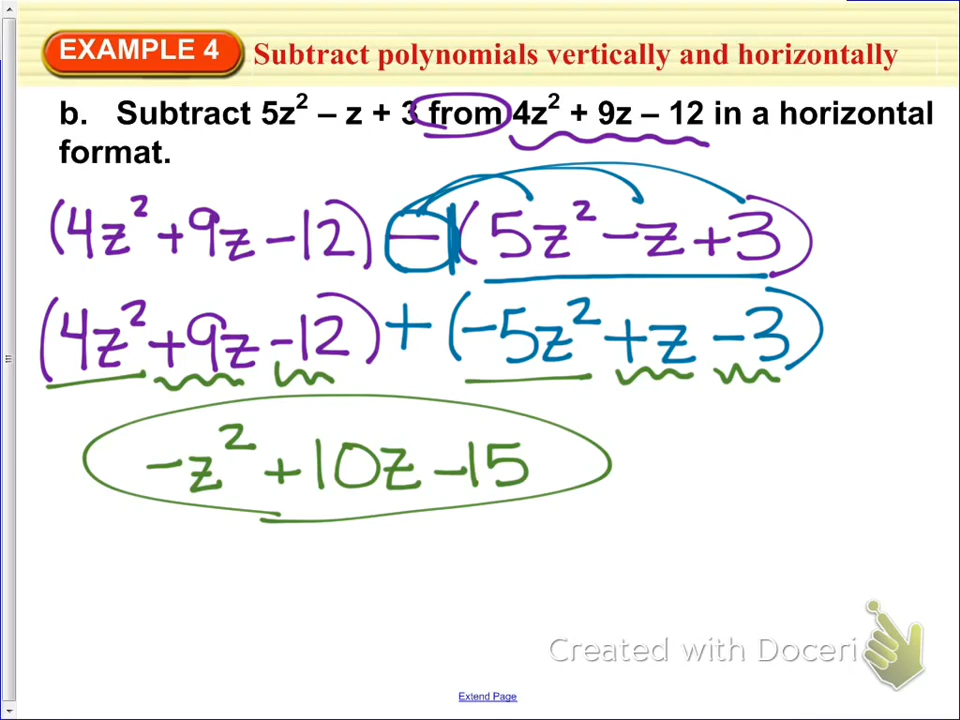 EXAMPLE 4 Subtract polynomials vertically and horizontally
b. Subtract 5z² – z + 3 from 4z² + 9z – 12 in a horizontal
format.
(4z² +9z -12) -1( 5z² -z +3)
(4z² +9z -12) + (-5z² +z -3)
-z² +10z -15
Created with Doceri
Extend Page